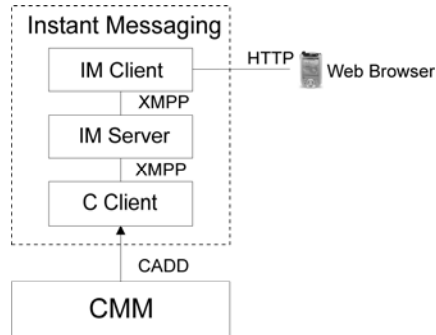 Instant Messaging
IM Client
HTTP
Web Browser
XMPP
IM Server
XMPP
C Client
CADD
CMM